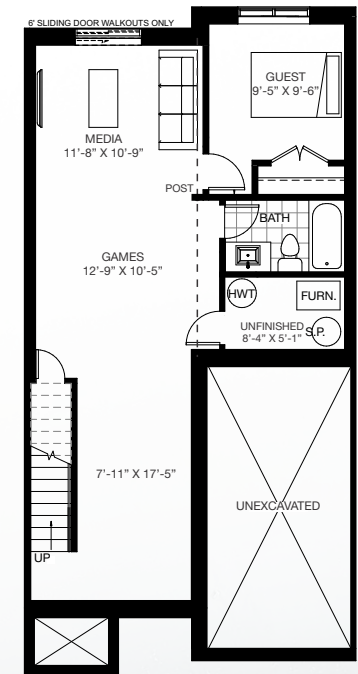 6' SLIDING DOOR WALKOUTS ONLY
GUEST
9'-5" X 9'-6"
MEDIA
11'-8" X 10'-9"
POST
BATH
GAMES
12'-9" X 10'-5"
HWT
FURN.
UNFINISHED
8'-4" X 5'-1"
S.P.
7'-11" X 17'-5"
UNEXCAVATED
UP